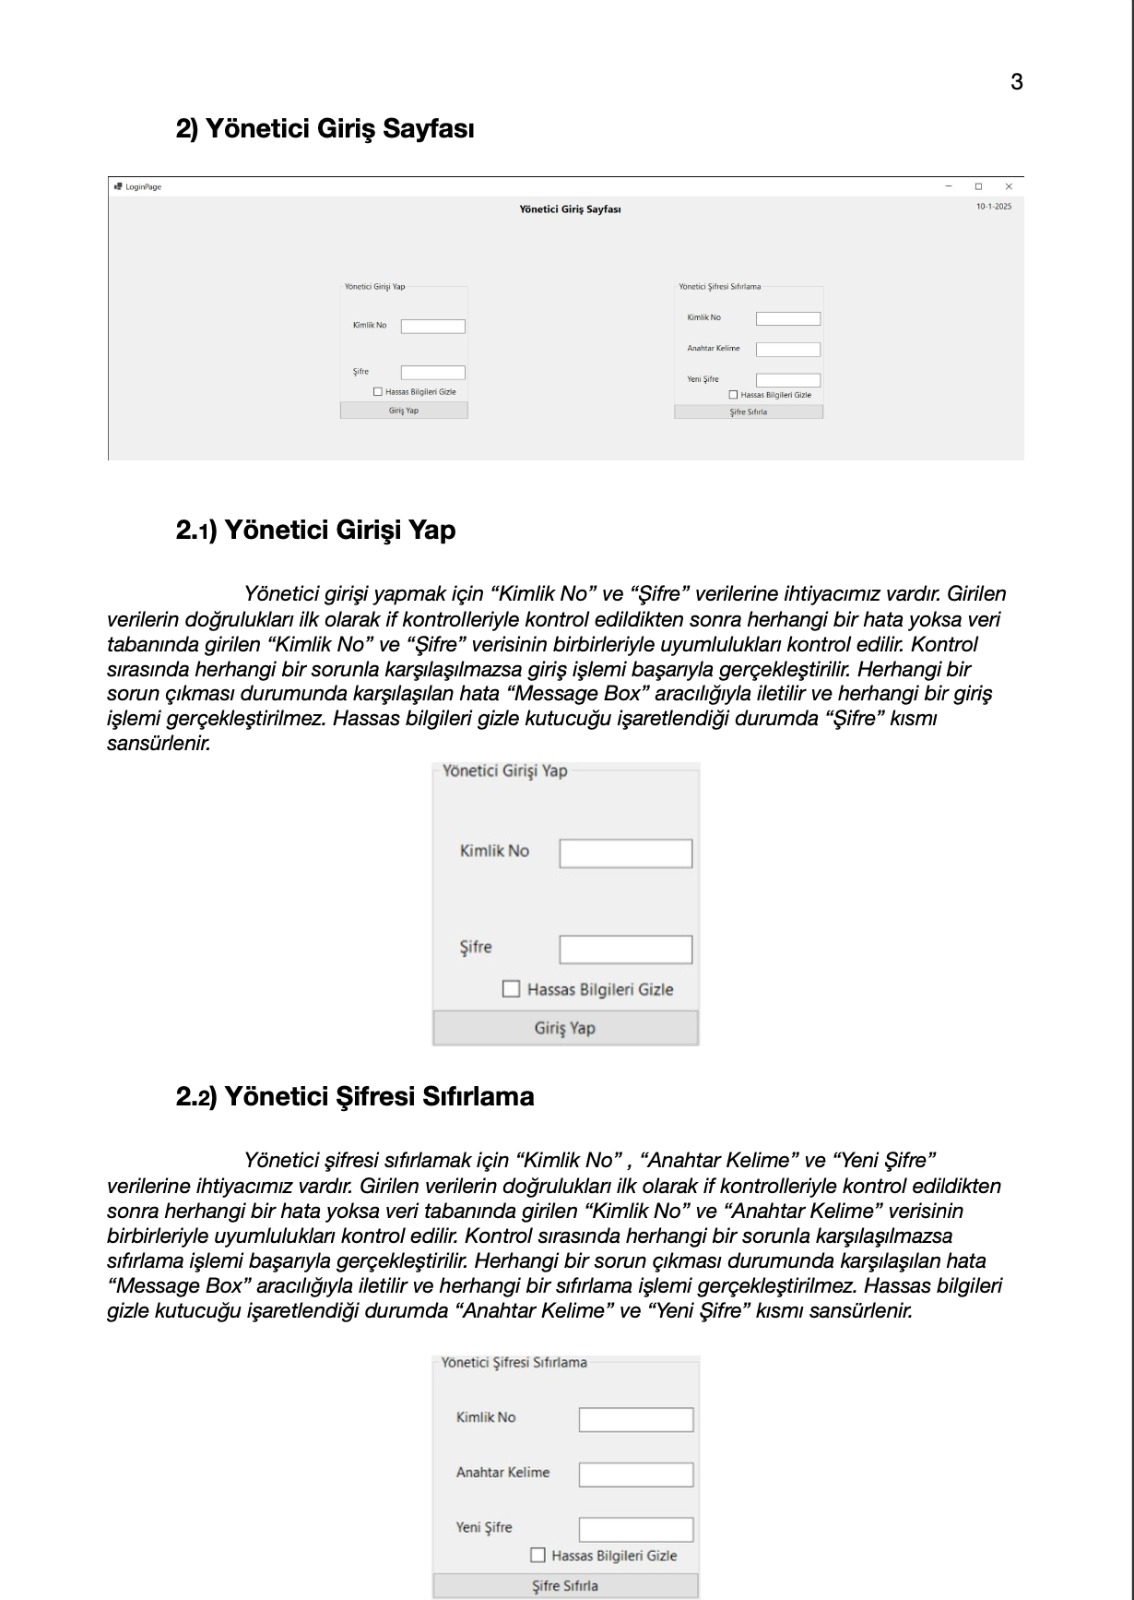 3
2) Yönetici Giriş Sayfası
LoginPage
Yönetici Giriş Sayfası
10-1-2025
Yönetici Girişi Yap
Kimlik No
Şifre
Hassas Bilgileri Gizle
Giriş Yap
Yönetici Şifresi Sıfırlama
Kimlik No
Anahtar Kelime
Yeni Şifre
Hassas Bilgileri Gizle
Şifre Sıfırla
2.1) Yönetici Girişi Yap
Yönetici girişi yapmak için “Kimlik No” ve “Şifre” verilerine ihtiyacımız vardır. Girilen
verilerin doğrulukları ilk olarak if kontrolleriyle kontrol edildikten sonra herhangi bir hata yoksa veri
tabanında girilen “Kimlik No” ve “Şifre” verisinin birbirleriyle uyumlulukları kontrol edilir. Kontrol
sırasında herhangi bir sorunla karşılaşılmazsa giriş işlemi başarıyla gerçekleştirilir. Herhangi bir
sorun çıkması durumunda karşılaşılan hata “Message Box” aracılığıyla iletilir ve herhangi bir giriş
işlemi gerçekleştirilmez. Hassas bilgileri gizle kutucuğu işaretlendiği durumda “Şifre” kısmı
sansürlenir.
Yönetici Girişi Yap
Kimlik No
Şifre
Hassas Bilgileri Gizle
Giriş Yap
2.2) Yönetici Şifresi Sıfırlama
Yönetici şifresi sıfırlamak için “Kimlik No” , “Anahtar Kelime” ve “Yeni Şifre”
verilerine ihtiyacımız vardır. Girilen verilerin doğrulukları ilk olarak if kontrolleriyle kontrol edildikten
sonra herhangi bir hata yoksa veri tabanında girilen “Kimlik No” ve “Anahtar Kelime” verisinin
birbirleriyle uyumlulukları kontrol edilir. Kontrol sırasında herhangi bir sorunla karşılaşılmazsa
sıfırlama işlemi başarıyla gerçekleştirilir. Herhangi bir sorun çıkması durumunda karşılaşılan hata
“Message Box” aracılığıyla iletilir ve herhangi bir sıfırlama işlemi gerçekleştirilmez. Hassas bilgileri
gizle kutucuğu işaretlendiği durumda “Anahtar Kelime” ve “Yeni Şifre” kısmı sansürlenir.
Yönetici Şifresi Sıfırlama
Kimlik No
Anahtar Kelime
Yeni Şifre
Hassas Bilgileri Gizle
Şifre Sıfırla